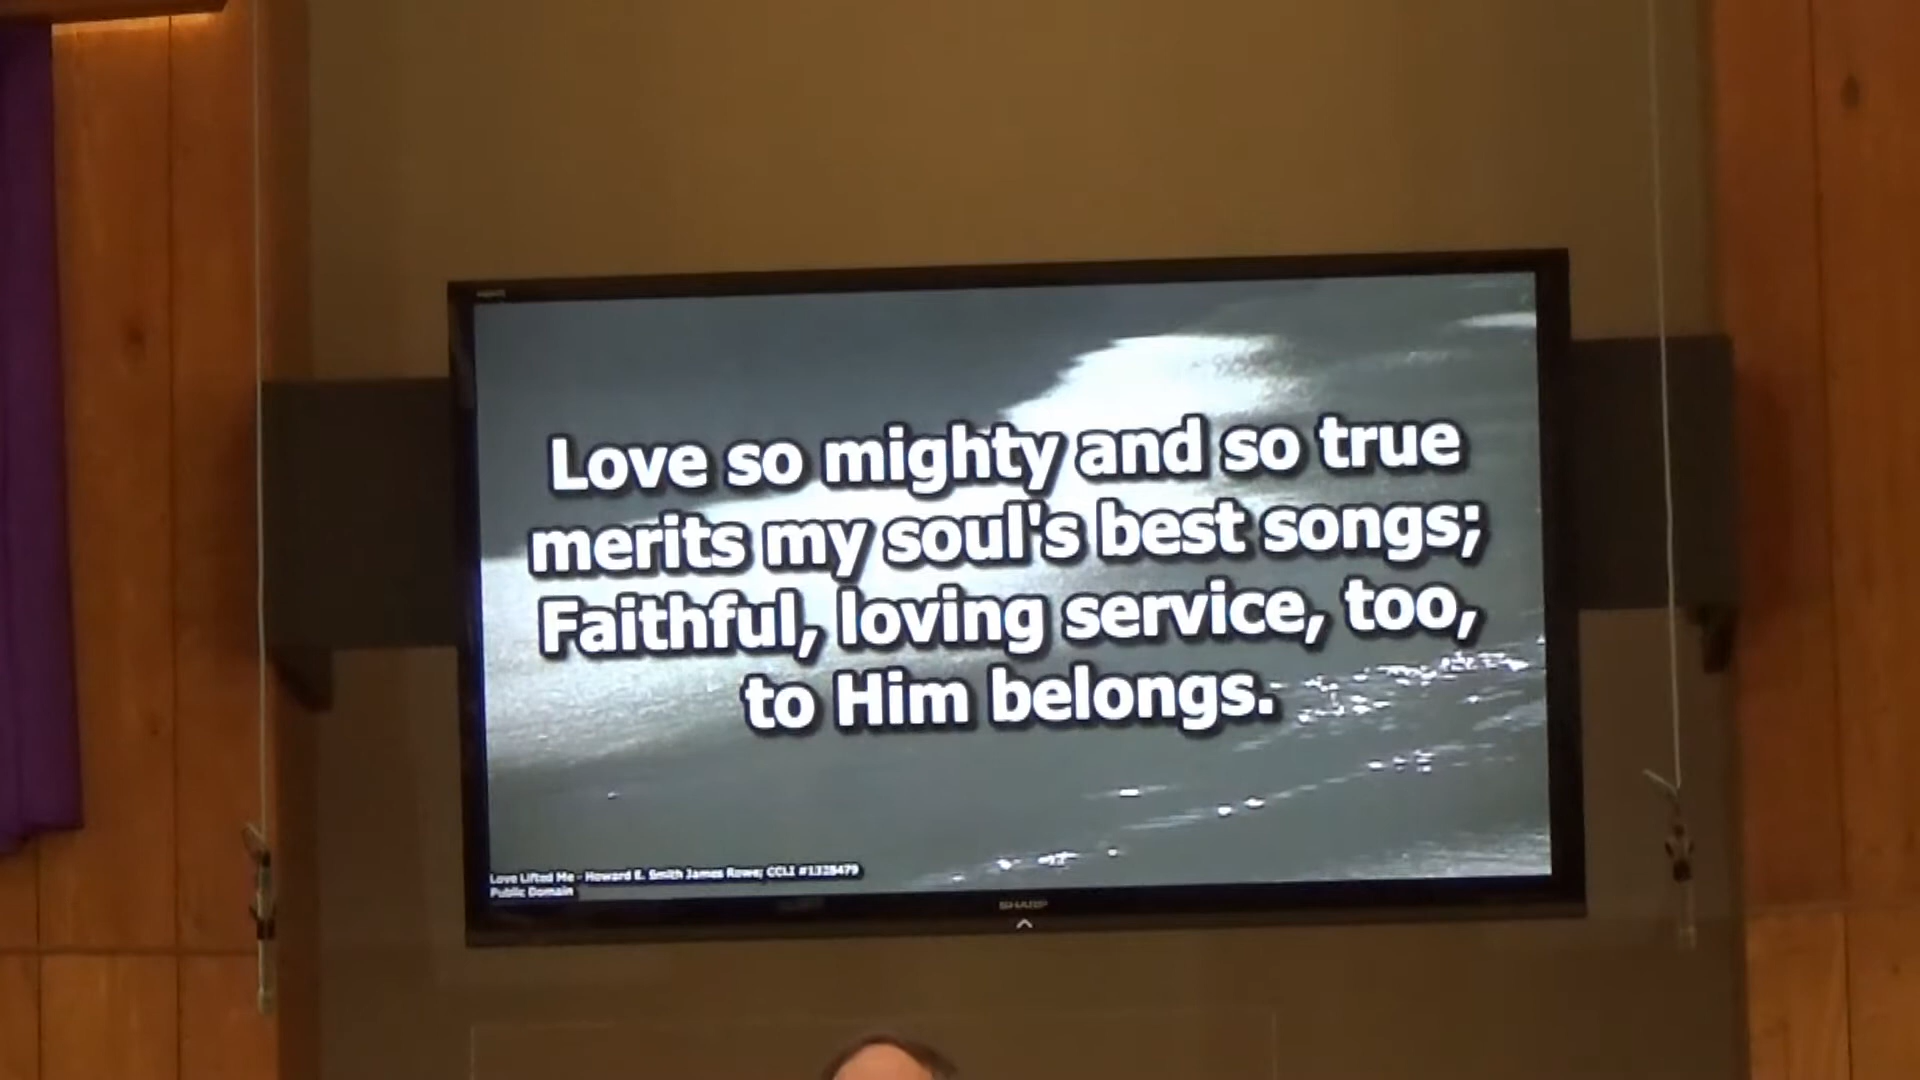 Love so mighty and so true
merits my soul's best songs;
Faithful, loving service, too,
to Him belongs.
Love Lifted Me - Howard E. Smith James Rowe; CCLI #1328479
Public Domain
SHARP